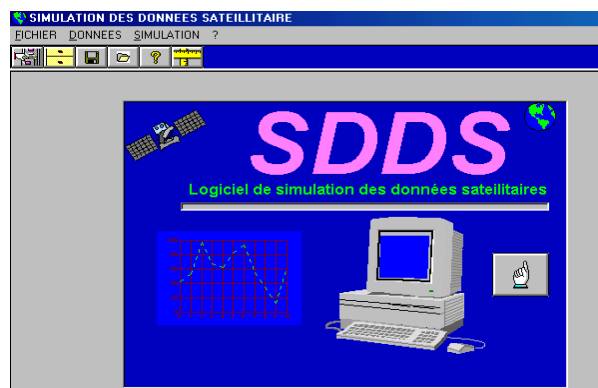 SIMULATION DES DONNEES SATEILLITAIRE
FICHIER DONNEES SIMULATION ?
SDDS
Logiciel de simulation des données sateillitaires